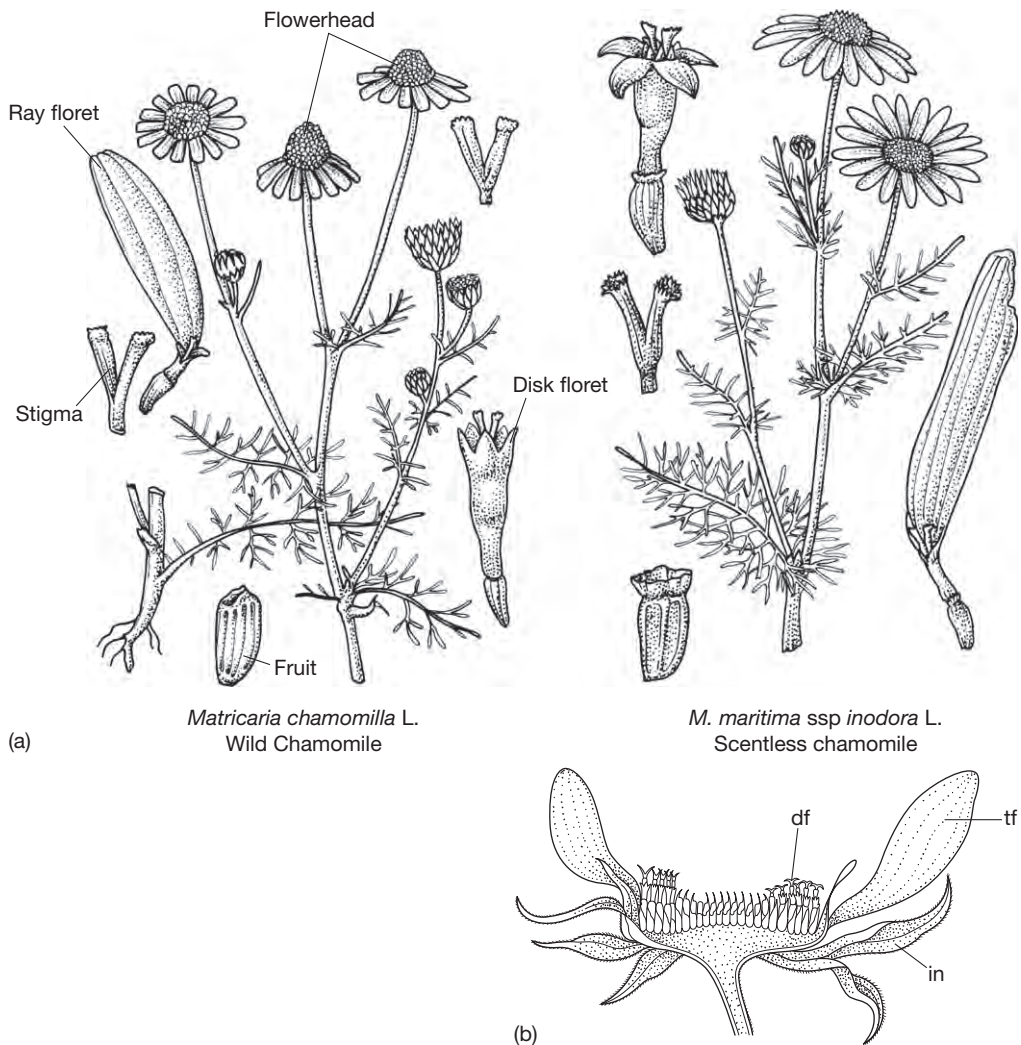 Flowerhead
Ray floret
Stigma
Disk floret
Fruit
Matricaria chamomilla L.
Wild Chamomile
M. maritima ssp inodora L.
Scentless chamomile
(a)
df
tf
in
(b)